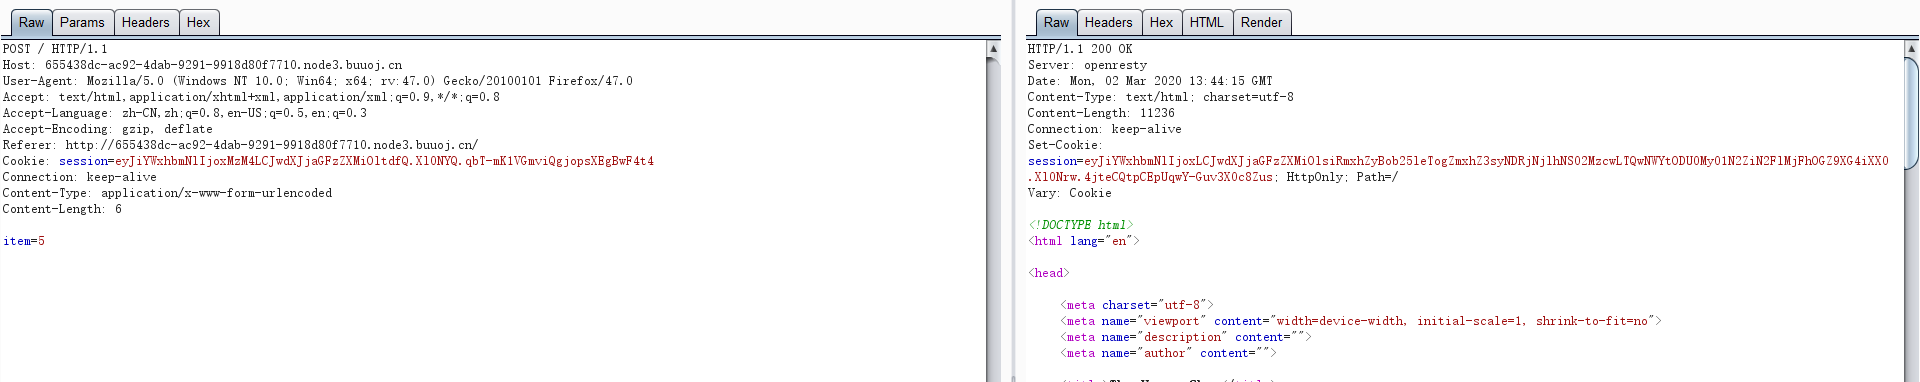 Raw Params Headers Hex
POST / HTTP/1.1
Host: 655438dc-ac92-4dab-9291-9918d80f7710.node3.buuoj.cn
User-Agent: Mozilla/5.0 (Windows NT 10.0; Win64; x64; rv:47.0) Gecko/20100101 Firefox/47.0
Accept: text/html,application/xhtml+xml,application/xml;q=0.9,*/*;q=0.8
Accept-Language: zh-CN,zh;q=0.8,en-US;q=0.5,en;q=0.3
Accept-Encoding: gzip, deflate
Referer: http://655438dc-ac92-4dab-9291-9918d80f7710.node3.buuoj.cn/
Cookie: session=eyJiYWxhbmNlIjoxMzM4LCJwdXJjaGFzZXMiOltdfQ.Xl0NYQ.qbT-mK1VGmviQgjopsXEgBwF4t4
Connection: keep-alive
Content-Type: application/x-www-form-urlencoded
Content-Length: 6
item=5
Raw Headers Hex HTML Render
HTTP/1.1 200 OK
Server: openresty
Date: Mon, 02 Mar 2020 13:44:15 GMT
Content-Type: text/html; charset=utf-8
Content-Length: 11236
Connection: keep-alive
Set-Cookie:
session=eyJiYWxhbmNlIjoxLCJwdXJjaGFzZXMiOlsiRmxhZyBob25leTogZmxhZ3syNDRjNjlhNS02MzcwLTQwNWYtODU0My01N2ZiN2FlMjFhOGZ9XG4iXX0
.Xl0Nrw.4jteCQtpCEpUqwY-Guv3X0c8Zus; HttpOnly; Path=/
Vary: Cookie
<!DOCTYPE html>
<html lang="en">
<head>
<meta charset="utf-8">
<meta name="viewport" content="width=device-width, initial-scale=1, shrink-to-fit=no">
<meta name="description" content="">
<meta name="author" content="">